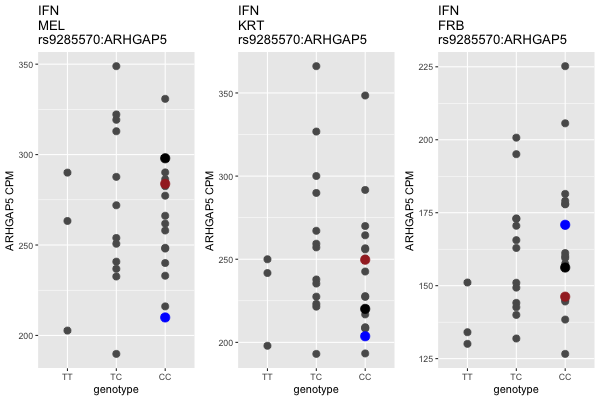 IFN
MEL
rs9285570:ARHGAP5
350
300
250
200
ARHGAP5 CPM
TT TC CC
genotype
IFN
KRT
rs9285570:ARHGAP5
350
300
250
200
ARHGAP5 CPM
TT TC CC
genotype
IFN
FRB
rs9285570:ARHGAP5
225
200
175
150
125
ARHGAP5 CPM
TT TC CC
genotype